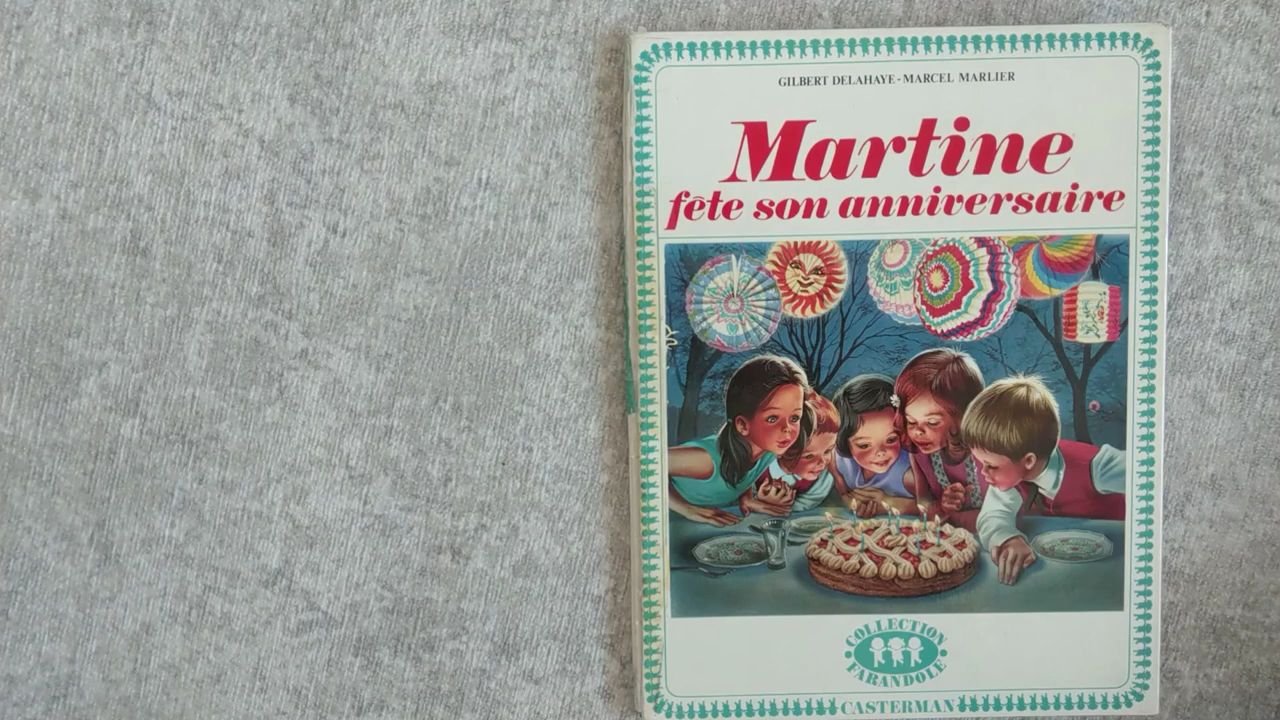 GILBERT DELAHAYE - MARCEL MARLIER
Martine
fête son anniversaire
COLLECTION
FARANDOLE
CASTERMAN